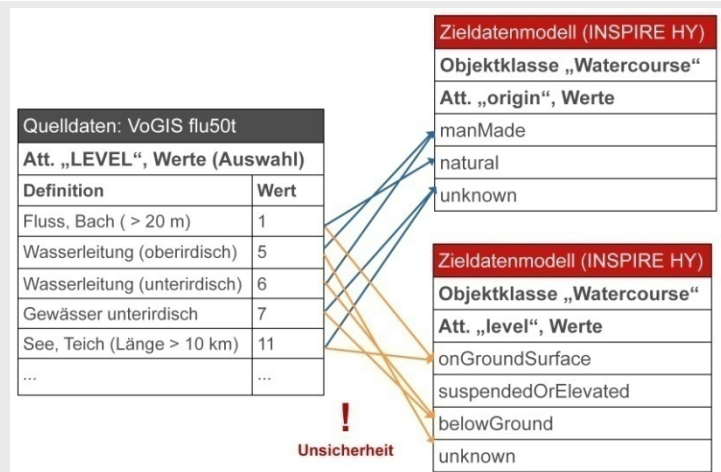 Quelldaten: VoGIS flu50t
Att. „LEVEL“, Werte (Auswahl)
Definition Wert
Fluss, Bach ( > 20 m) 1
Wasserleitung (oberirdisch) 5
Wasserleitung (unterirdisch) 6
Gewässer unterirdisch 7
See, Teich (Länge > 10 km) 11
... ...
!
Unsicherheit
Zieldatenmodell (INSPIRE HY)
Objektklasse „Watercourse“
Att. „origin“, Werte
manMade
natural
unknown
Zieldatenmodell (INSPIRE HY)
Objektklasse „Watercourse“
Att. „level“, Werte
onGroundSurface
suspendedOrElevated
belowGround
unknown